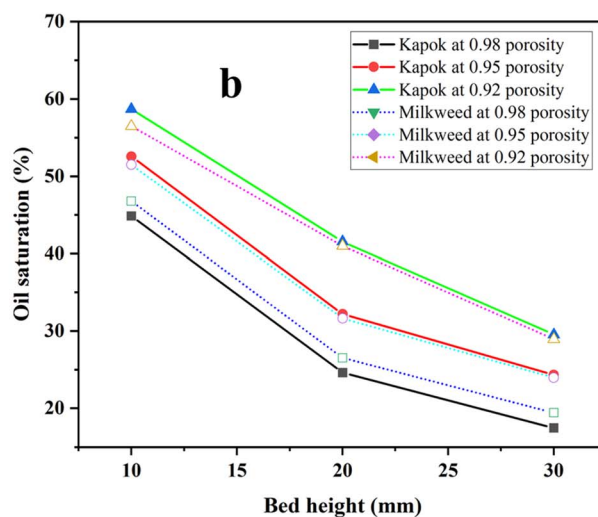 70
60
50
40
30
20
10
15
20
25
30
Oil saturation (%)
Bed height (mm)
b
Kapok at 0.98 porosity
Kapok at 0.95 porosity
Kapok at 0.92 porosity
Milkweed at 0.98 porosity
Milkweed at 0.95 porosity
Milkweed at 0.92 porosity